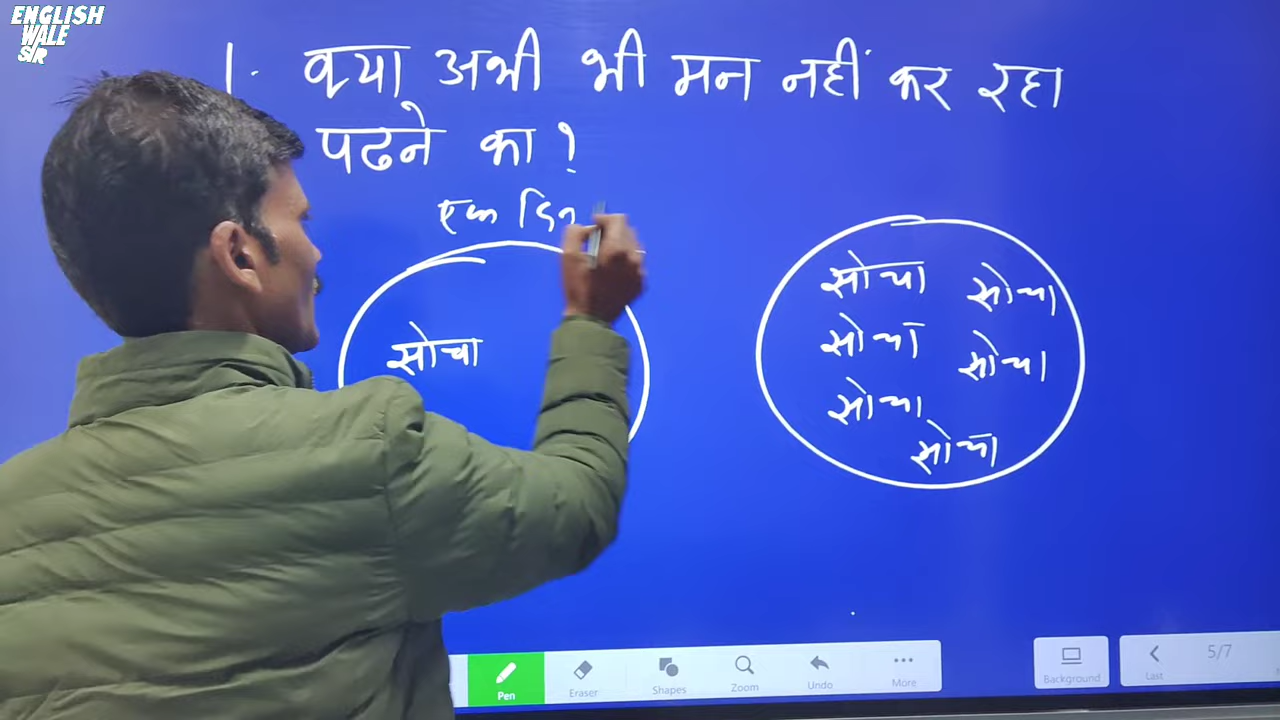 ENGLISH
WALE
SIR
1. क्या अभी भी मन नहीं कर रहा
पढने का?
एक दिन
सोचा
सोचा सोचा
सोचा सोचा
सोचा
सोचा
Pen Eraser Shapes Zoom Undo More Background Last 5/7